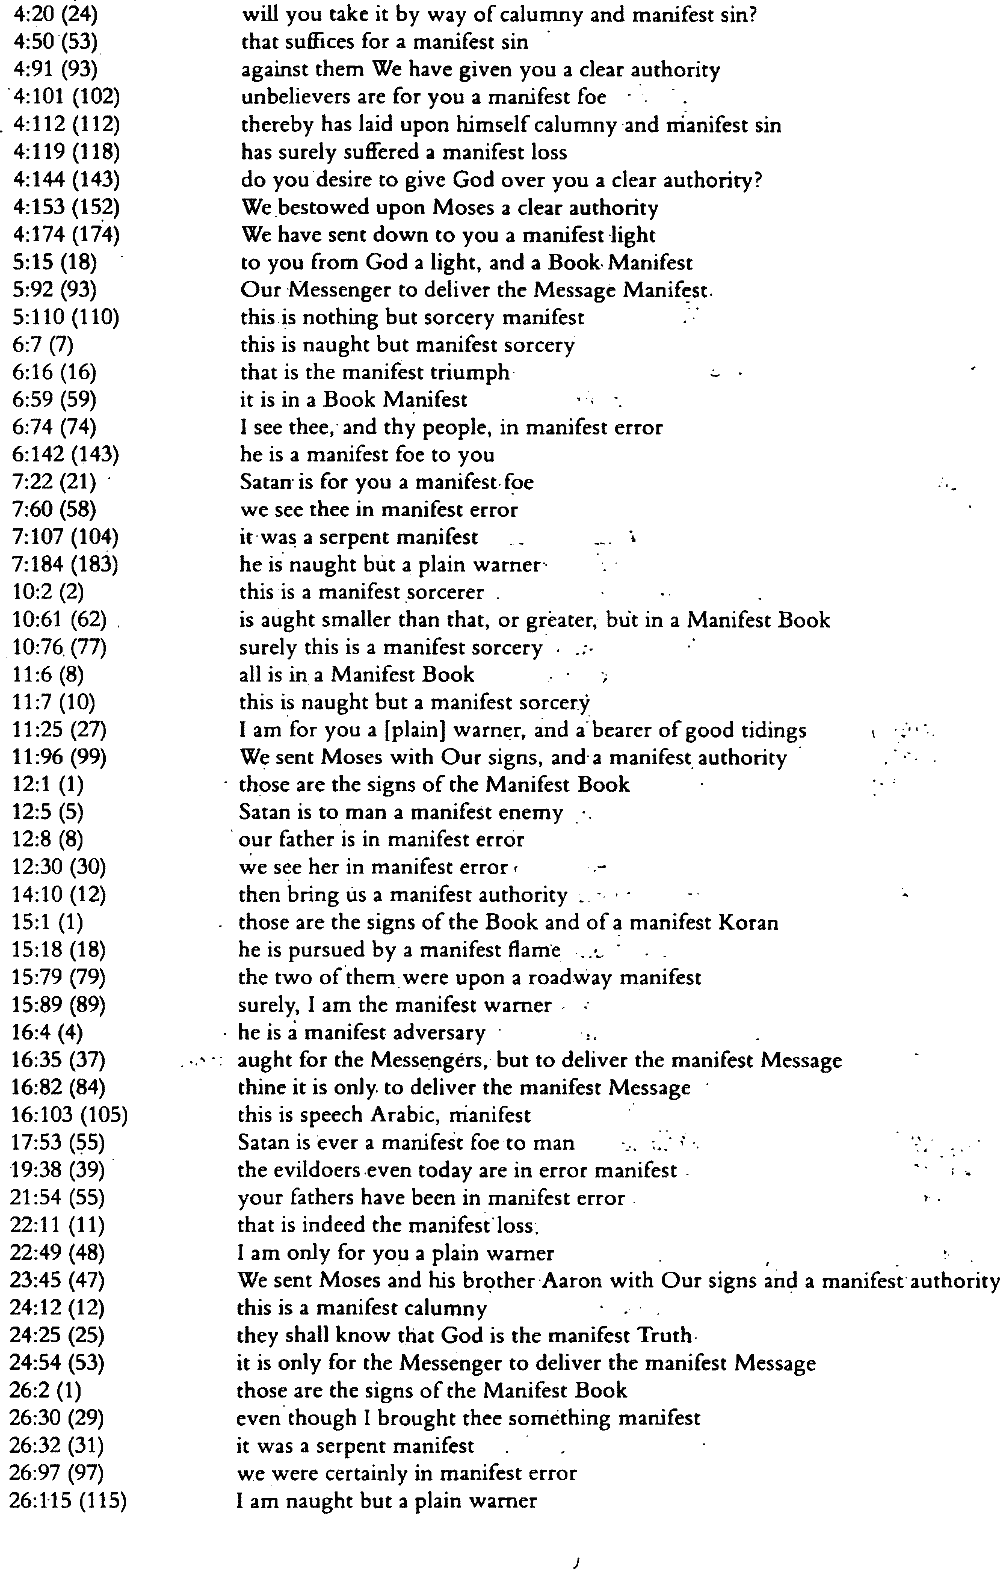 4:20 (24) will you take it by way of calumny and manifest sin?
4:50 (53) that suffices for a manifest sin
4:91 (93) against them We have given you a clear authority
4:101 (102) unbelievers are for you a manifest foe
4:112 (112) thereby has laid upon himself calumny and manifest sin
4:119 (118) has surely suffered a manifest loss
4:144 (143) do you desire to give God over you a clear authority?
4:153 (152) We bestowed upon Moses a clear authority
4:174 (174) We have sent down to you a manifest light
5:15 (18) to you from God a light, and a Book Manifest
5:92 (93) Our Messenger to deliver the Message Manifest.
5:110 (110) this is nothing but sorcery manifest
6:7 (7) this is naught but manifest sorcery
6:16 (16) that is the manifest triumph
6:59 (59) it is in a Book Manifest
6:74 (74) I see thee, and thy people, in manifest error
6:142 (143) he is a manifest foe to you
7:22 (21) Satan is for you a manifest foe
7:60 (58) we see thee in manifest error
7:107 (104) it was a serpent manifest
7:184 (183) he is naught but a plain warner
10:2 (2) this is a manifest sorcerer
10:61 (62) is aught smaller than that, or greater, but in a Manifest Book
10:76 (77) surely this is a manifest sorcery
11:6 (8) all is in a Manifest Book
11:7 (10) this is naught but a manifest sorcery
11:25 (27) I am for you a [plain] warner, and a bearer of good tidings
11:96 (99) We sent Moses with Our signs, and a manifest authority
12:1 (1) those are the signs of the Manifest Book
12:5 (5) Satan is to man a manifest enemy
12:8 (8) our father is in manifest error
12:30 (30) we see her in manifest error
14:10 (12) then bring us a manifest authority
15:1 (1) those are the signs of the Book and of a manifest Koran
15:18 (18) he is pursued by a manifest flame
15:79 (79) the two of them were upon a roadway manifest
15:89 (89) surely, I am the manifest warner
16:4 (4) he is a manifest adversary
16:35 (37) aught for the Messengers, but to deliver the manifest Message
16:82 (84) thine it is only to deliver the manifest Message
16:103 (105) this is speech Arabic, manifest
17:53 (55) Satan is ever a manifest foe to man
19:38 (39) the evildoers even today are in error manifest
21:54 (55) your fathers have been in manifest error
22:11 (11) that is indeed the manifest loss.
22:49 (48) I am only for you a plain warner
23:45 (47) We sent Moses and his brother Aaron with Our signs and a manifest authority
24:12 (12) this is a manifest calumny
24:25 (25) they shall know that God is the manifest Truth
24:54 (53) it is only for the Messenger to deliver the manifest Message
26:2 (1) those are the signs of the Manifest Book
26:30 (29) even though I brought thee something manifest
26:32 (31) it was a serpent manifest
26:97 (97) we were certainly in manifest error
26:115 (115) I am naught but a plain warner